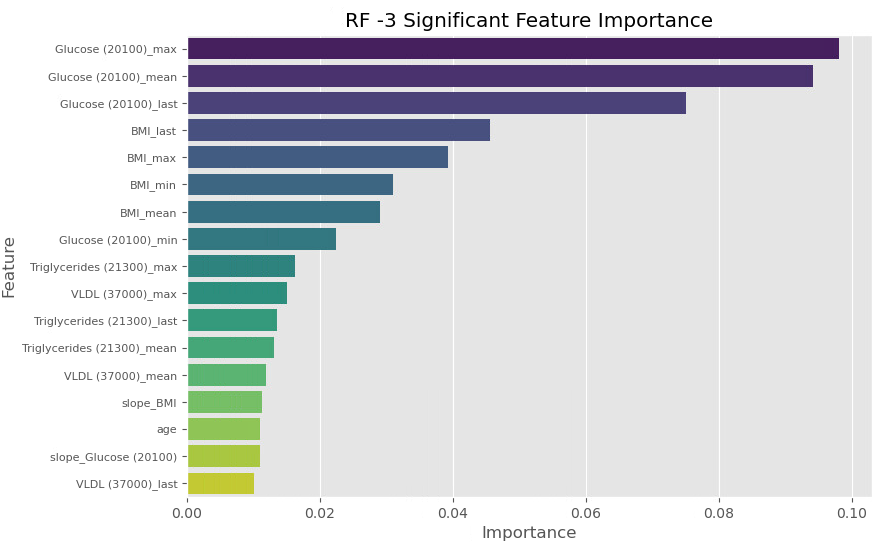 RF -3 Significant Feature Importance
Feature
Glucose (20100)_max
Glucose (20100)_mean
Glucose (20100)_last
BMI_last
BMI_max
BMI_min
BMI_mean
Glucose (20100)_min
Triglycerides (21300)_max
VLDL (37000)_max
Triglycerides (21300)_last
Triglycerides (21300)_mean
VLDL (37000)_mean
slope_BMI
age
slope_Glucose (20100)
VLDL (37000)_last
0.00 0.02 0.04 0.06 0.08 0.10
Importance